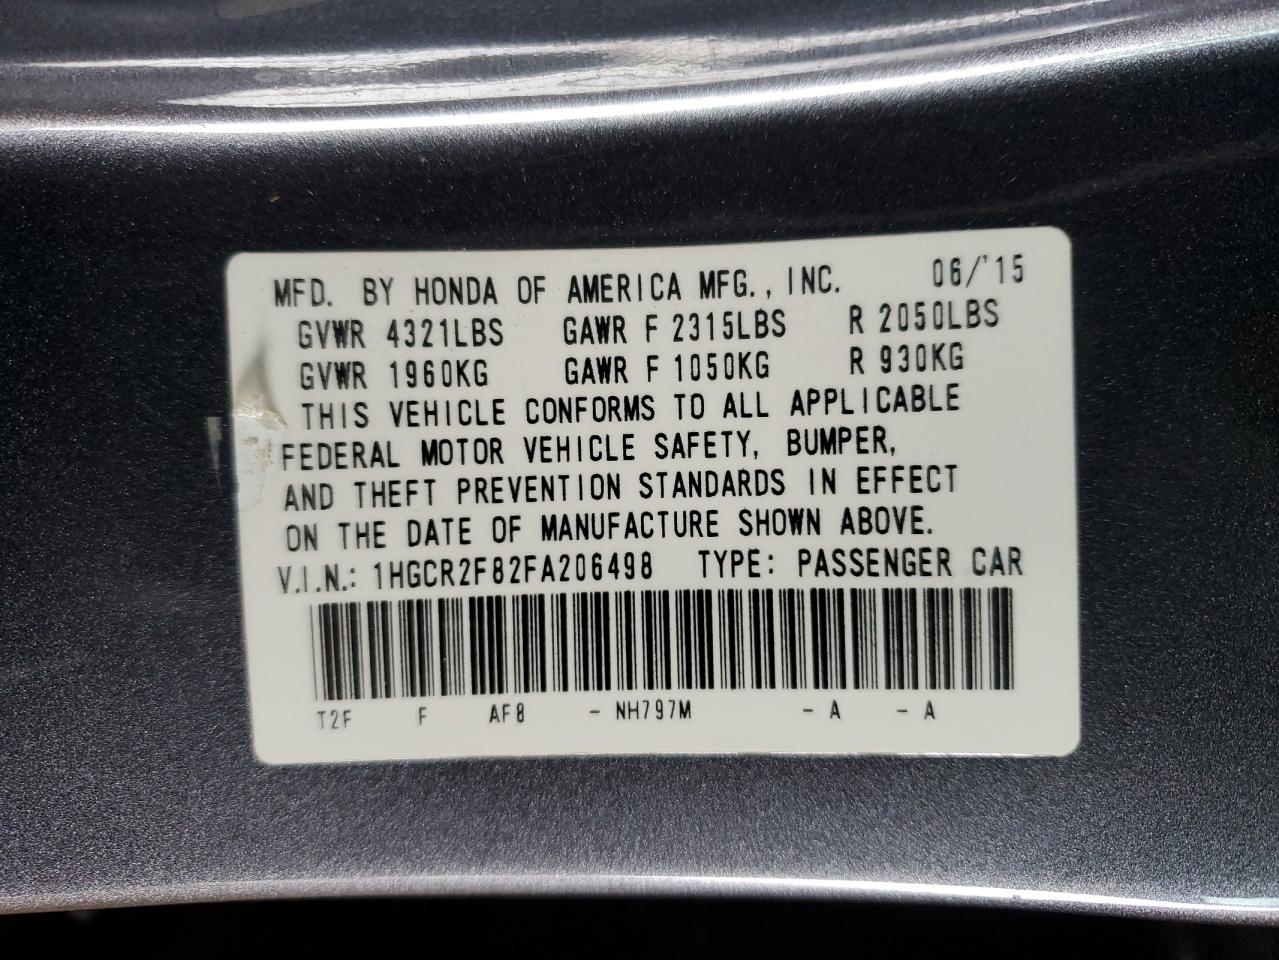 MFD. BY HONDA OF AMERICA MFG., INC. 06/'15
GVWR 4321LBS GAWR F 2315LBS R 2050LBS
GVWR 1960KG GAWR F 1050KG R 930KG
THIS VEHICLE CONFORMS TO ALL APPLICABLE
FEDERAL MOTOR VEHICLE SAFETY, BUMPER,
AND THEFT PREVENTION STANDARDS IN EFFECT
ON THE DATE OF MANUFACTURE SHOWN ABOVE.
V.I.N.: 1HGCR2F82FA206498 TYPE: PASSENGER CAR
T2F F AF8 - NH797M - A - A